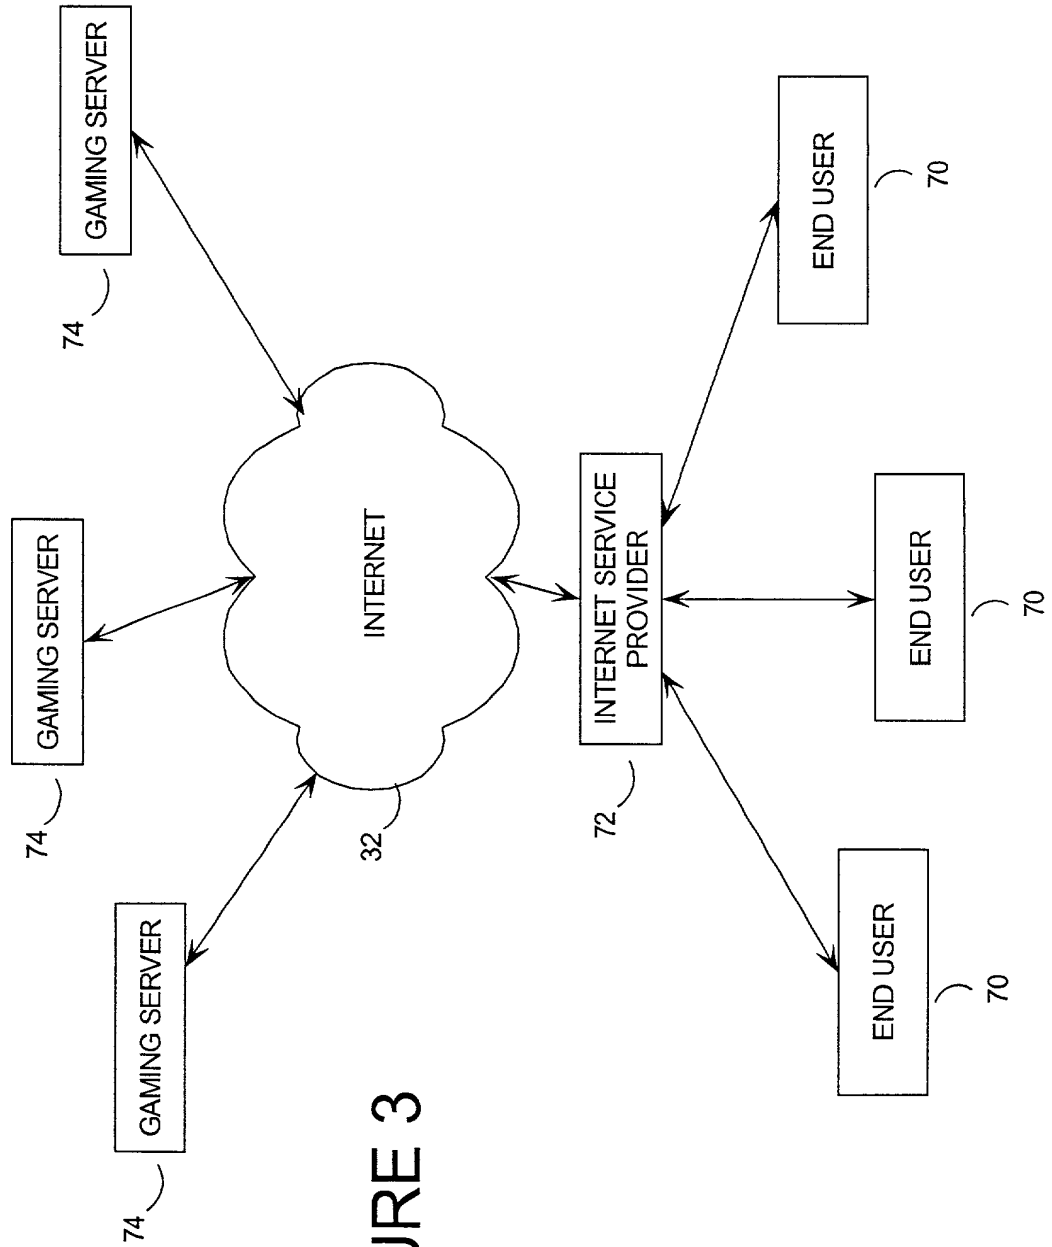 74
GAMING SERVER
74
GAMING SERVER
74
GAMING SERVER
URE 3
32
INTERNET
72
INTERNET SERVICE
PROVIDER
END USER
70
END USER
70
END USER
70